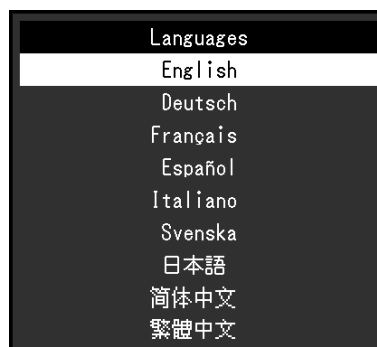 Languages
English
Deutsch
Français
Español
Italiano
Svenska
日本語
简体中文
繁體中文